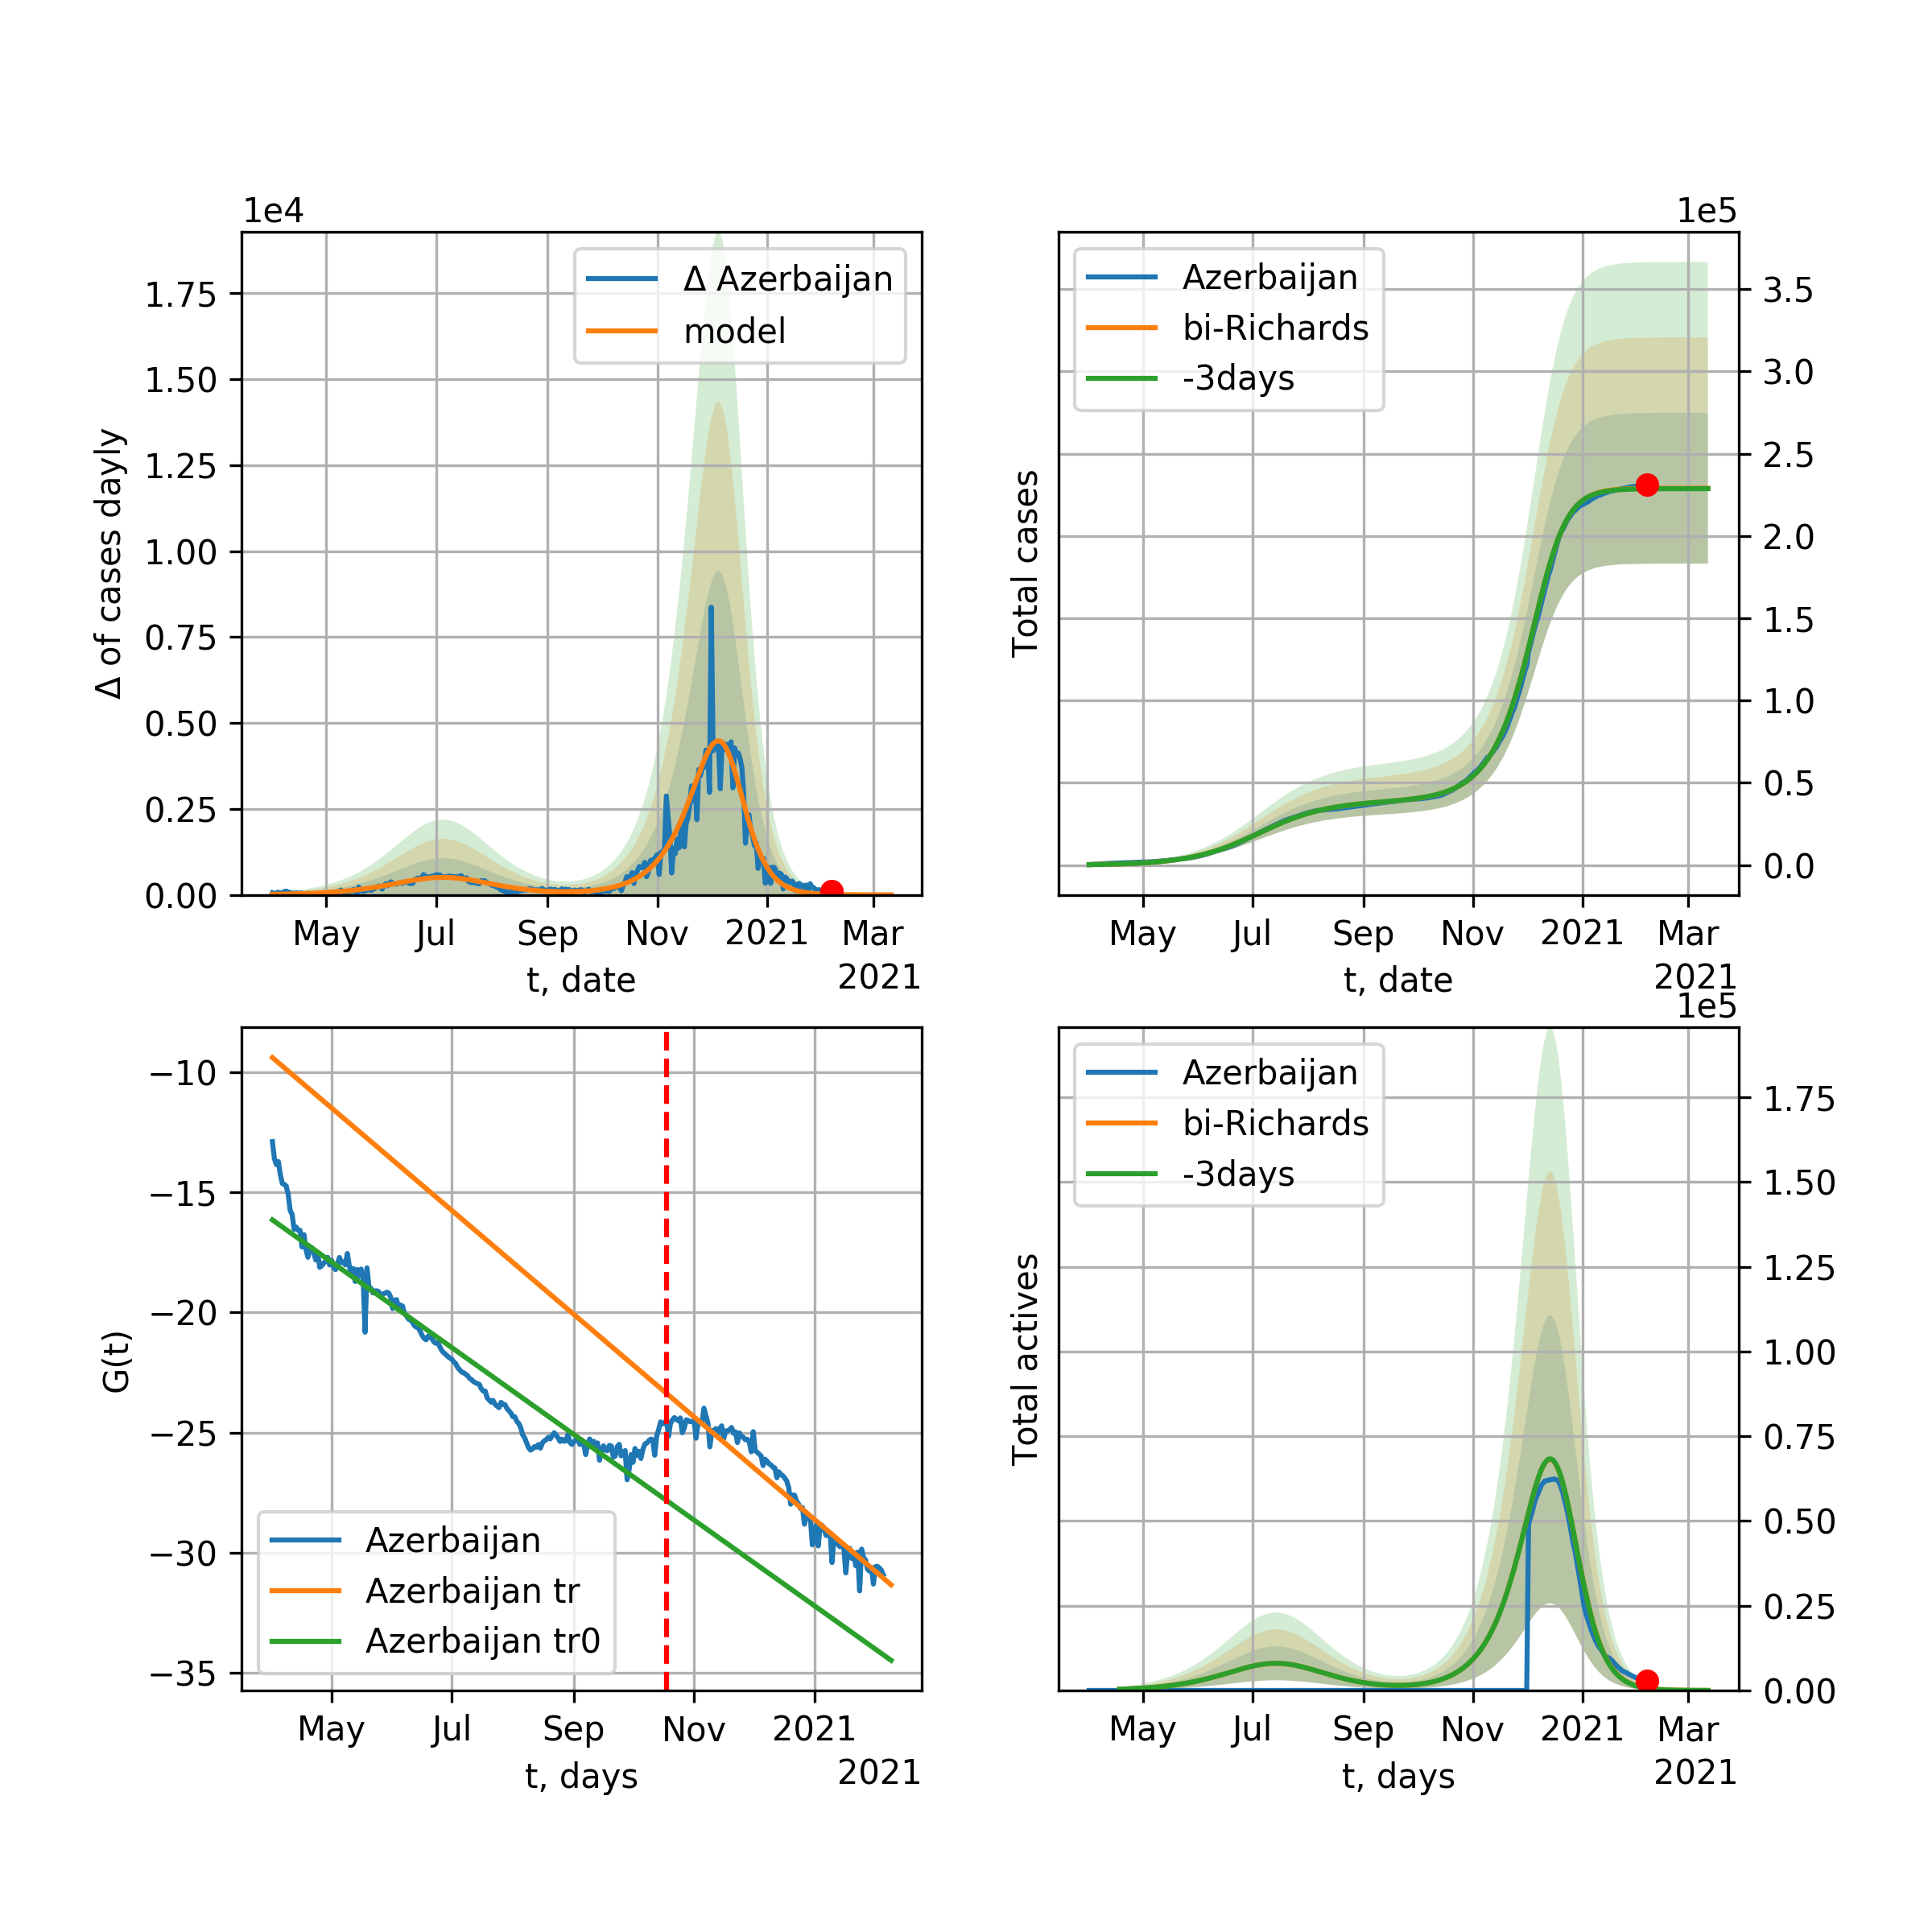 1e4
Δ of cases dayly
1.75
1.50
1.25
1.00
0.75
0.50
0.25
0.00
Δ Azerbaijan
model
May Jul Sep Nov 2021 Mar
t, date
2021
1e5
Total cases
Azerbaijan
bi-Richards
-3days
3.5
3.0
2.5
2.0
1.5
1.0
0.5
0.0
May Jul Sep Nov 2021 Mar
t, date
2021
G(t)
−10
−15
−20
−25
−30
−35
Azerbaijan
Azerbaijan tr
Azerbaijan tr0
May Jul Sep Nov 2021
t, days
2021
1e5
Total actives
Azerbaijan
bi-Richards
-3days
1.75
1.50
1.25
1.00
0.75
0.50
0.25
0.00
May Jul Sep Nov 2021 Mar
t, days
2021